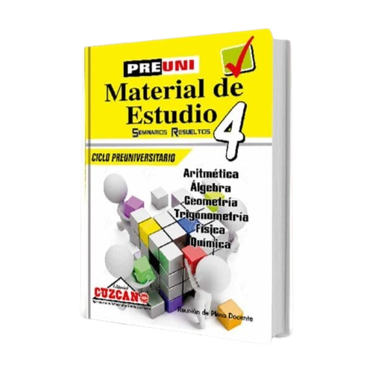 PREUNI
Material de
Estudio 4
SEMINARIOS RESUELTOS
CICLO PREUNIVERSITARIO
Aritmética
Álgebra
Geometría
Trigonometría
Física
Química
Editorial
CUZCANO
Reunión de Plana Docente